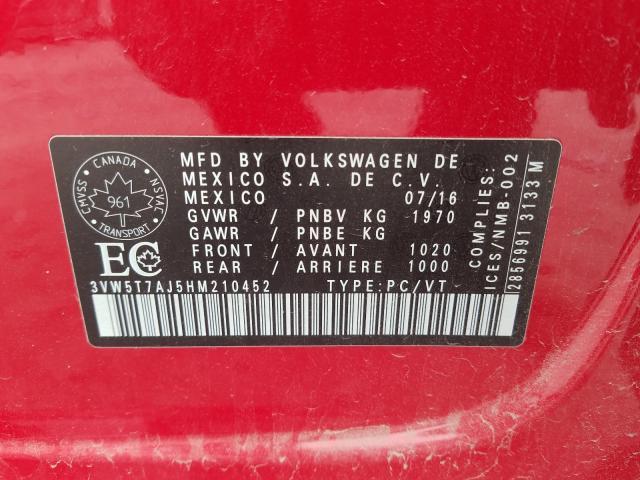 CANADA
CMVSS
NSVAC
961
TRANSPORT
EC
MFD BY VOLKSWAGEN DE
MEXICO S.A. DE C.V.
MEXICO 07/16
GVWR / PNBV KG 1970
GAWR / PNBE KG
FRONT / AVANT 1020
REAR / ARRIERE 1000
3VW5T7AJ5HM210452 TYPE:PC/VT
COMPLIES:
ICES/NMB-002
2856991 3133 M